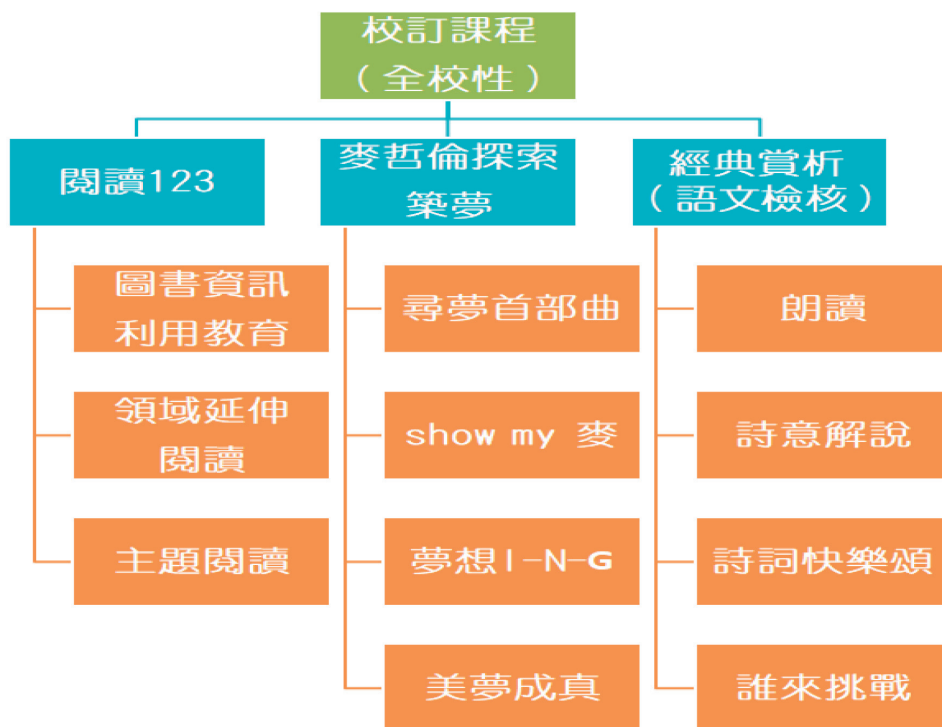 校訂課程
（全校性）
閱讀123
圖書資訊
利用教育
領域延伸
閱讀
主題閱讀
麥哲倫探索
築夢
尋夢首部曲
show my 麥
夢想I-N-G
美夢成真
經典賞析
（語文檢核）
朗讀
詩意解說
詩詞快樂頌
誰來挑戰